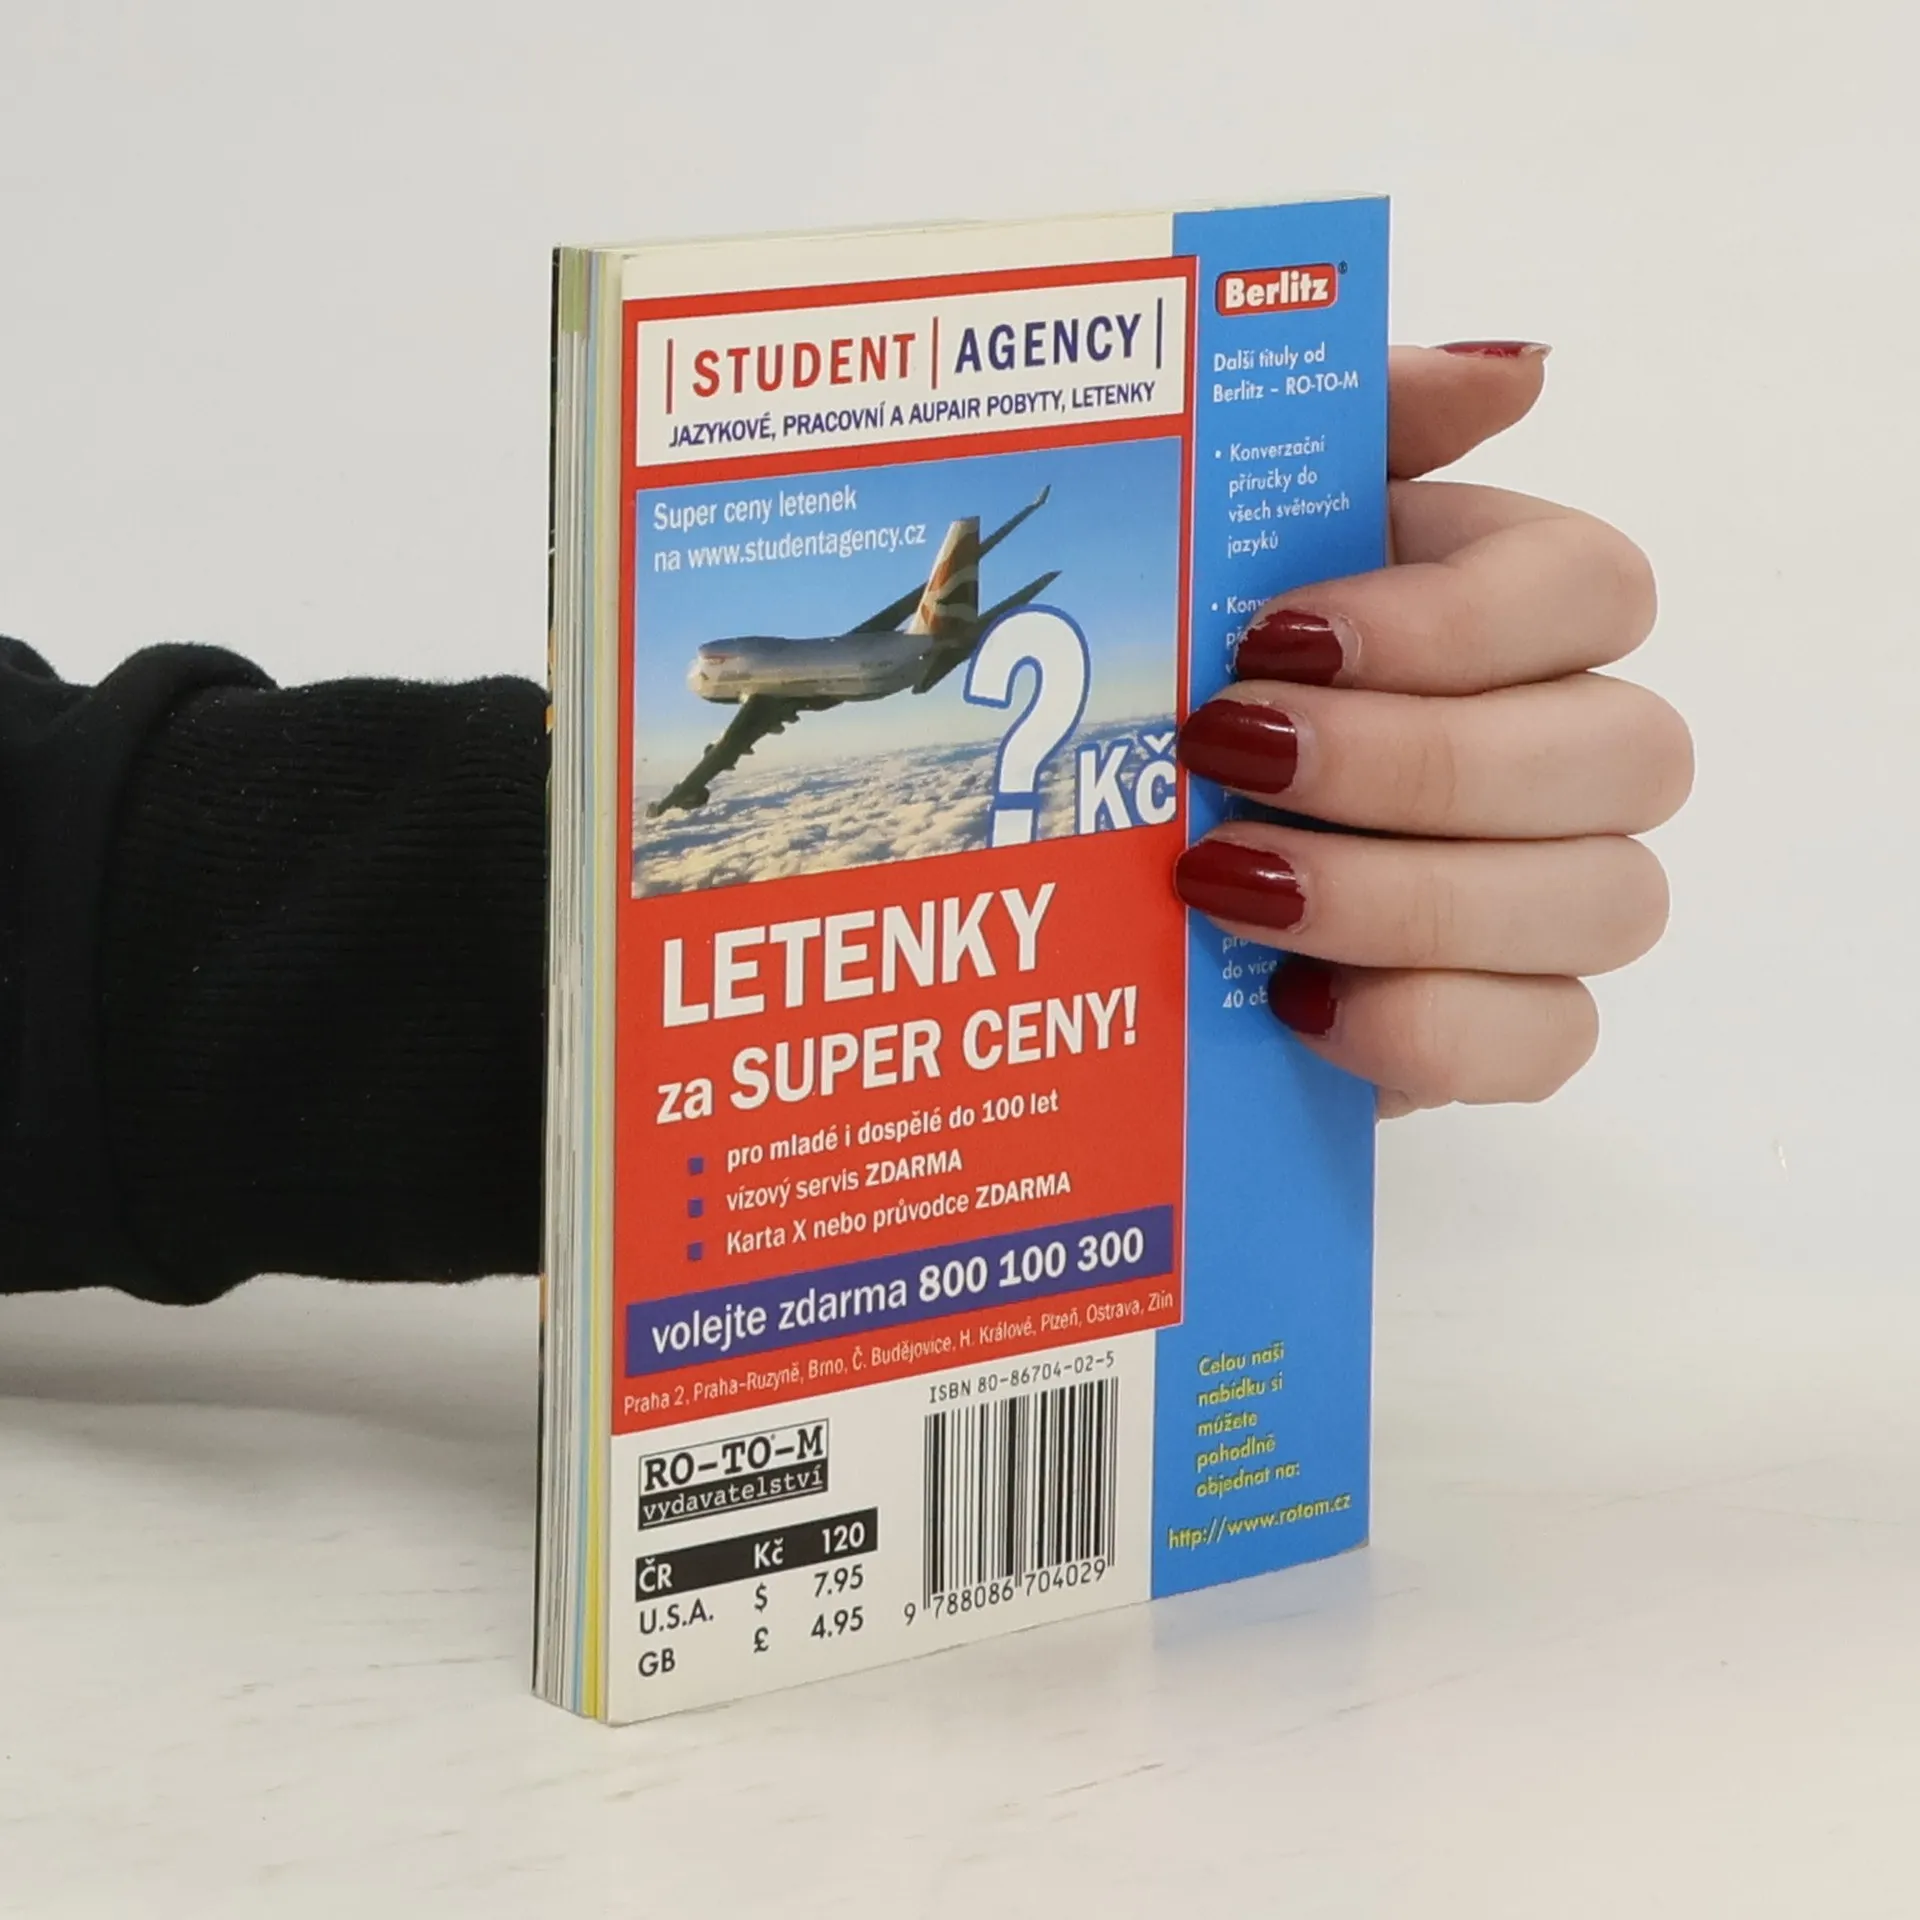 STUDENT AGENCY
JAZYKOVÉ, PRACOVNÍ A AUPAIR POBYTY, LETENKY
Super ceny letenek
na www.studentagency.cz
? Kč
LETENKY
za SUPER CENY!
pro mladé i dospělé do 100 let
vízový servis ZDARMA
Karta X nebo průvodce ZDARMA
volejte zdarma 800 100 300
Praha 2, Praha-Ruzyně, Brno, Č. Budějovice, H. Králové, Plzeň, Ostrava, Zlín
RO-TO-M
vydavatelství
ČR Kč 120
U.S.A. $ 7.95
GB £ 4.95
ISBN 80-86704-02-5
9 788086 704029
Berlitz®
Další tituly od
Berlitz – RO-TO-M
• Konverzační
příručky do
všech světových
jazyků
do více
40
Celou naši
nabídku si
můžete
pohodlně
objednat na:
http://www.rotom.cz